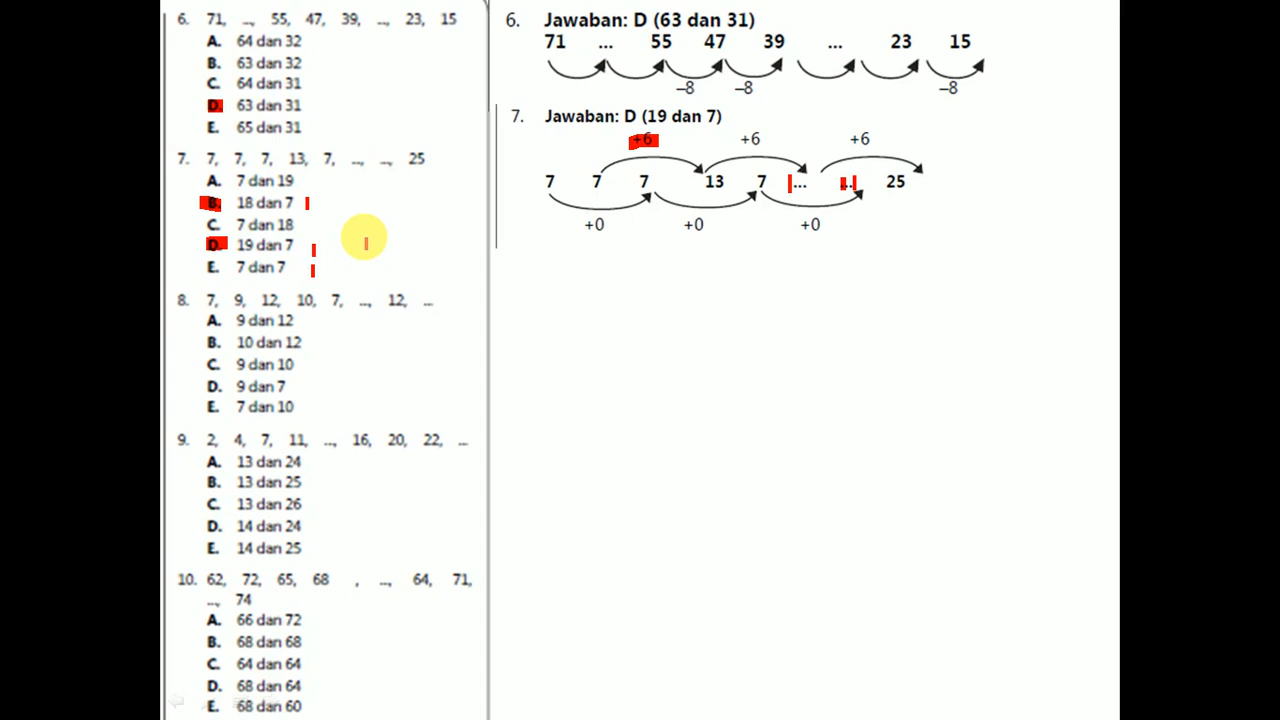 6. 71, ..., 55, 47, 39, ..., 23, 15
A. 64 dan 32
B. 63 dan 32
C. 64 dan 31
D. 63 dan 31
E. 65 dan 31
7. 7, 7, 7, 13, 7, ..., ..., 25
A. 7 dan 19
B. 18 dan 7
C. 7 dan 18
D. 19 dan 7
E. 7 dan 7
8. 7, 9, 12, 10, 7, ..., 12, ...
A. 9 dan 12
B. 10 dan 12
C. 9 dan 10
D. 9 dan 7
E. 7 dan 10
9. 2, 4, 7, 11, ..., 16, 20, 22, ...
A. 13 dan 24
B. 13 dan 25
C. 13 dan 26
D. 14 dan 24
E. 14 dan 25
10. 62, 72, 65, 68 , ..., 64, 71,
..., 74
A. 66 dan 72
B. 68 dan 68
C. 64 dan 64
D. 68 dan 64
E. 68 dan 60
6. Jawaban: D (63 dan 31)
71 ... 55 47 39 ... 23 15
–8 –8 –8
7. Jawaban: D (19 dan 7)
+6 +6 +6
7 7 7 13 7 ... ... 25
+0 +0 +0